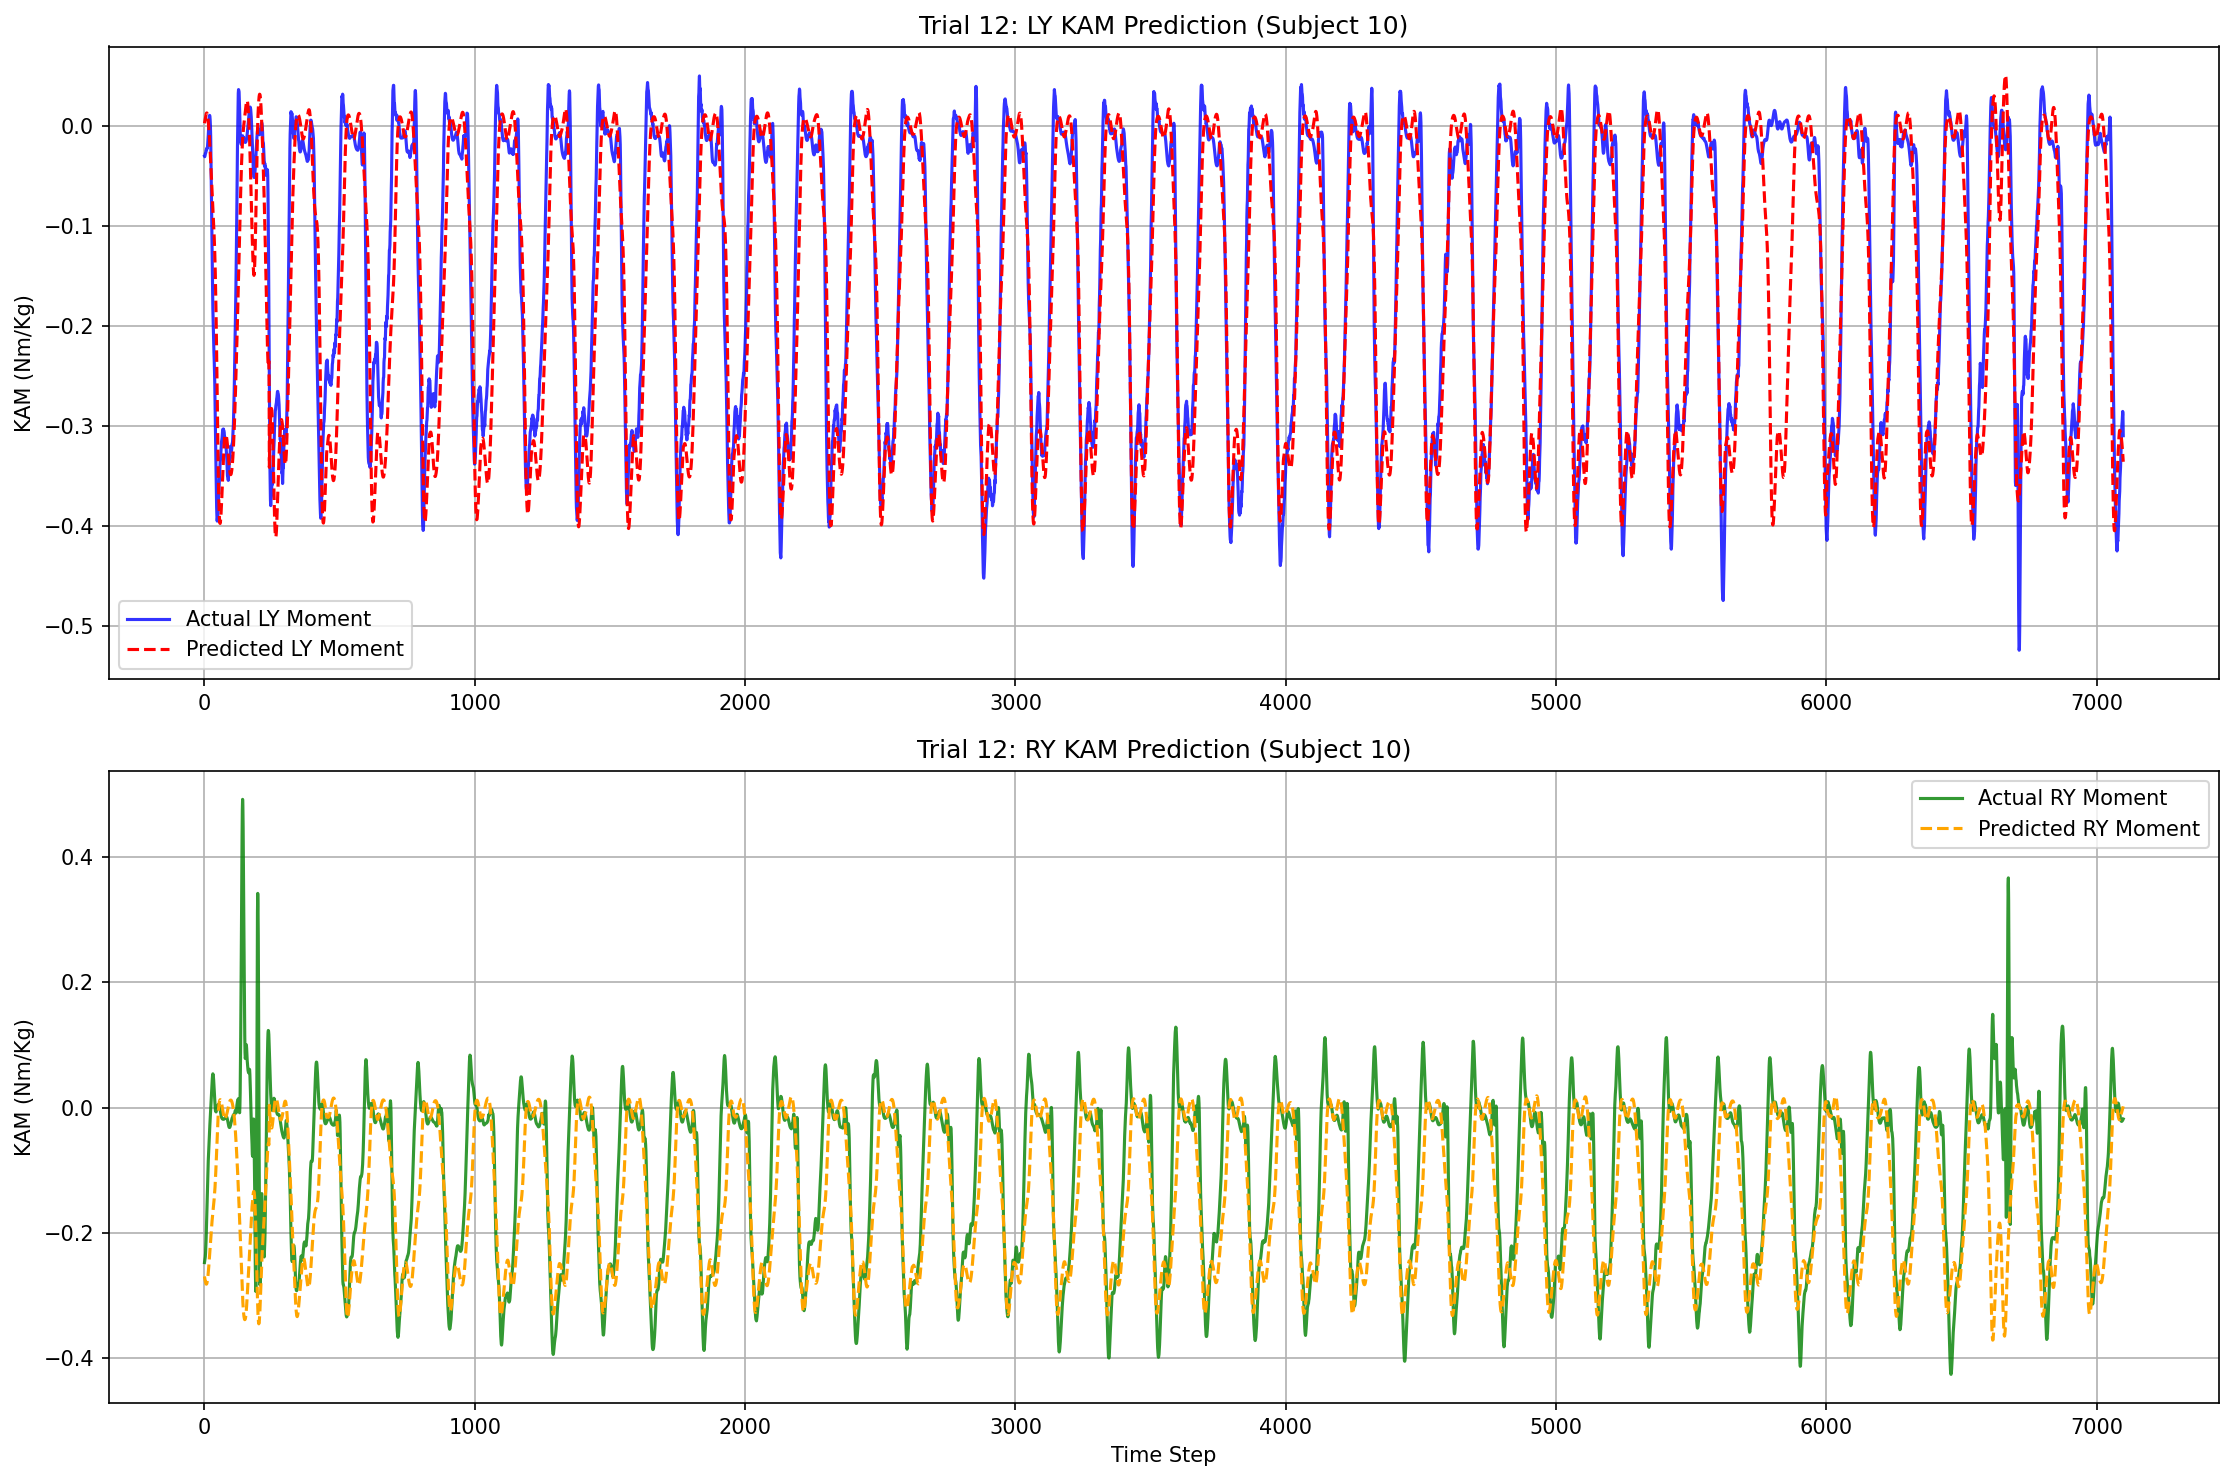 Trial 12: LY KAM Prediction (Subject 10)
KAM (Nm/Kg)
0.0
−0.1
−0.2
−0.3
−0.4
−0.5
Actual LY Moment
Predicted LY Moment
0 1000 2000 3000 4000 5000 6000 7000
Trial 12: RY KAM Prediction (Subject 10)
KAM (Nm/Kg)
0.4
0.2
0.0
−0.2
−0.4
Actual RY Moment
Predicted RY Moment
0 1000 2000 3000 4000 5000 6000 7000
Time Step